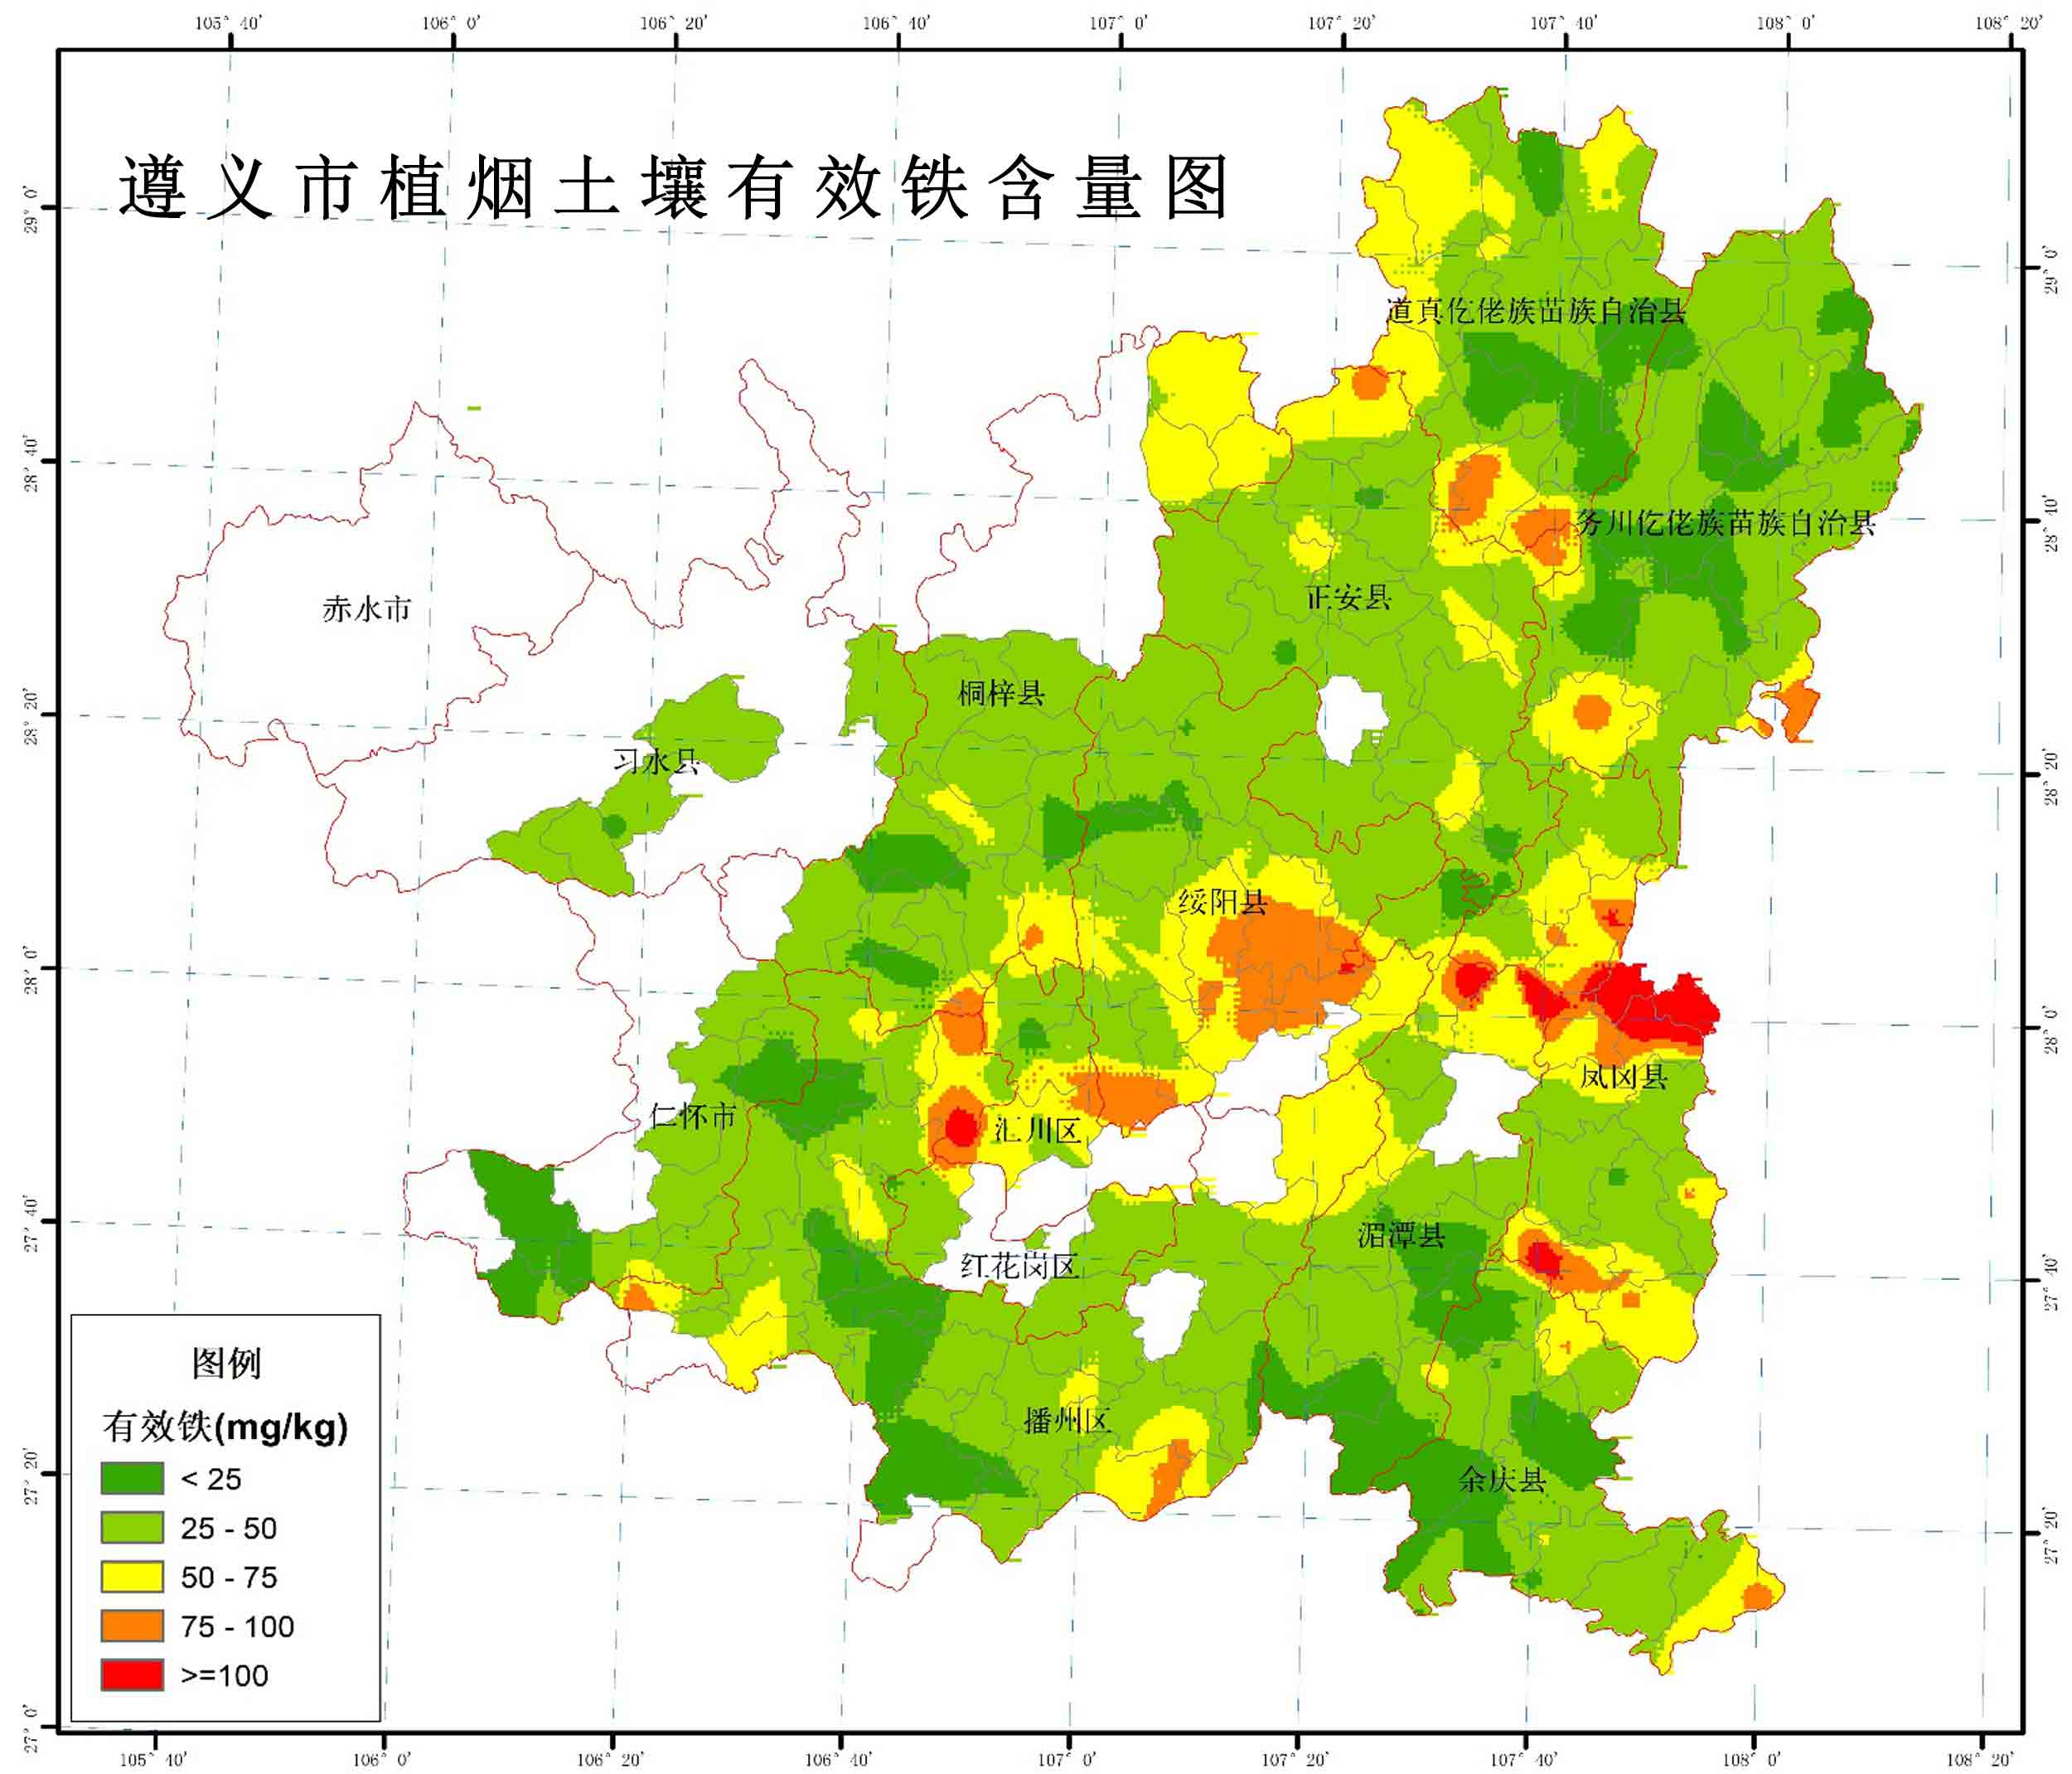 105° 40′ 106° 0′ 106° 20′ 106° 40′ 107° 0′ 107° 20′ 107° 40′ 108° 0′ 108° 20′
遵义市植烟土壤有效铁含量图
29° 0′
29° 0′
道真仡佬族苗族自治县
28° 40′
务川仡佬族苗族自治县
28° 40′
正安县
赤水市
桐梓县
28° 20′
习水县
28° 20′
绥阳县
28° 0′
28° 0′
凤冈县
仁怀市
汇川区
27° 40′
湄潭县
红花岗区
27° 40′
图例
有效铁(mg/kg)
播州区
< 25
27° 20′
余庆县
25 - 50
27° 20′
50 - 75
75 - 100
>=100
27° 0′
105° 40′ 106° 0′ 106° 20′ 106° 40′ 107° 0′ 107° 20′ 107° 40′ 108° 0′ 108° 20′